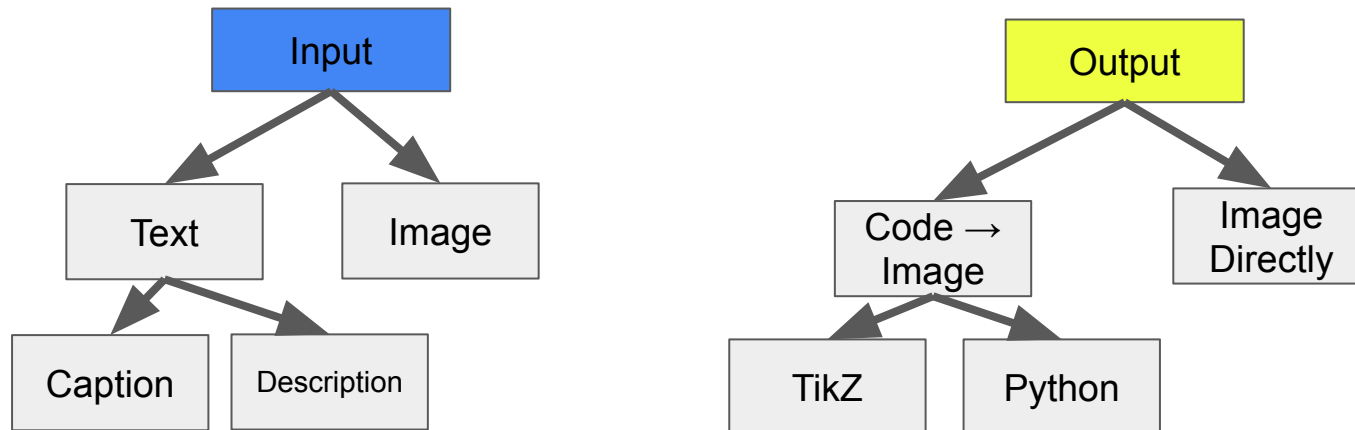 Input
Output
Text
Image
Code →
Image
Image
Directly
Caption
Description
TikZ
Python